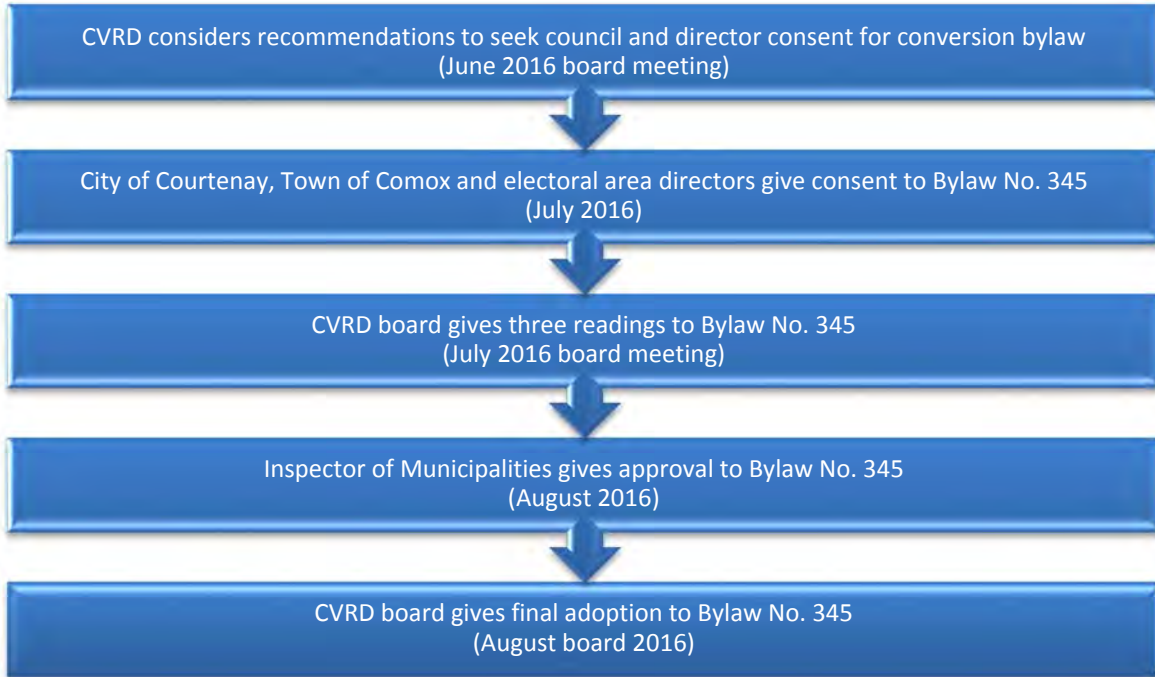 CVRD considers recommendations to seek council and director consent for conversion bylaw
(June 2016 board meeting)
City of Courtenay, Town of Comox and electoral area directors give consent to Bylaw No. 345
(July 2016)
CVRD board gives three readings to Bylaw No. 345
(July 2016 board meeting)
Inspector of Municipalities gives approval to Bylaw No. 345
(August 2016)
CVRD board gives final adoption to Bylaw No. 345
(August board 2016)